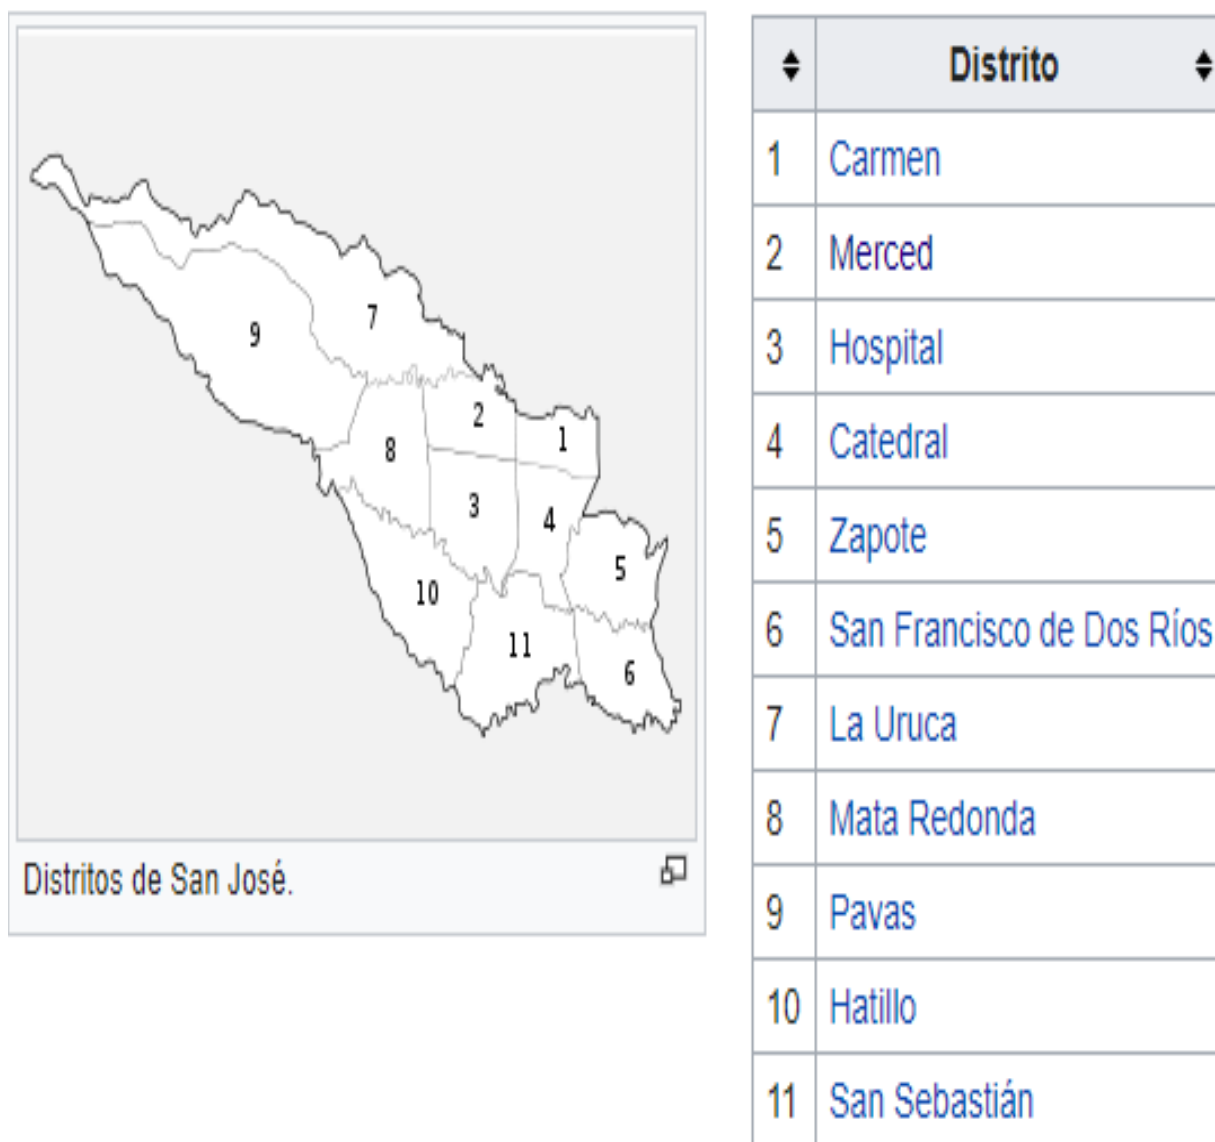 7
9
2
1
8
3
4
5
10
11
6
Distritos de San José.
Distrito
1 Carmen
2 Merced
3 Hospital
4 Catedral
5 Zapote
6 San Francisco de Dos Ríos
7 La Uruca
8 Mata Redonda
9 Pavas
10 Hatillo
11 San Sebastián